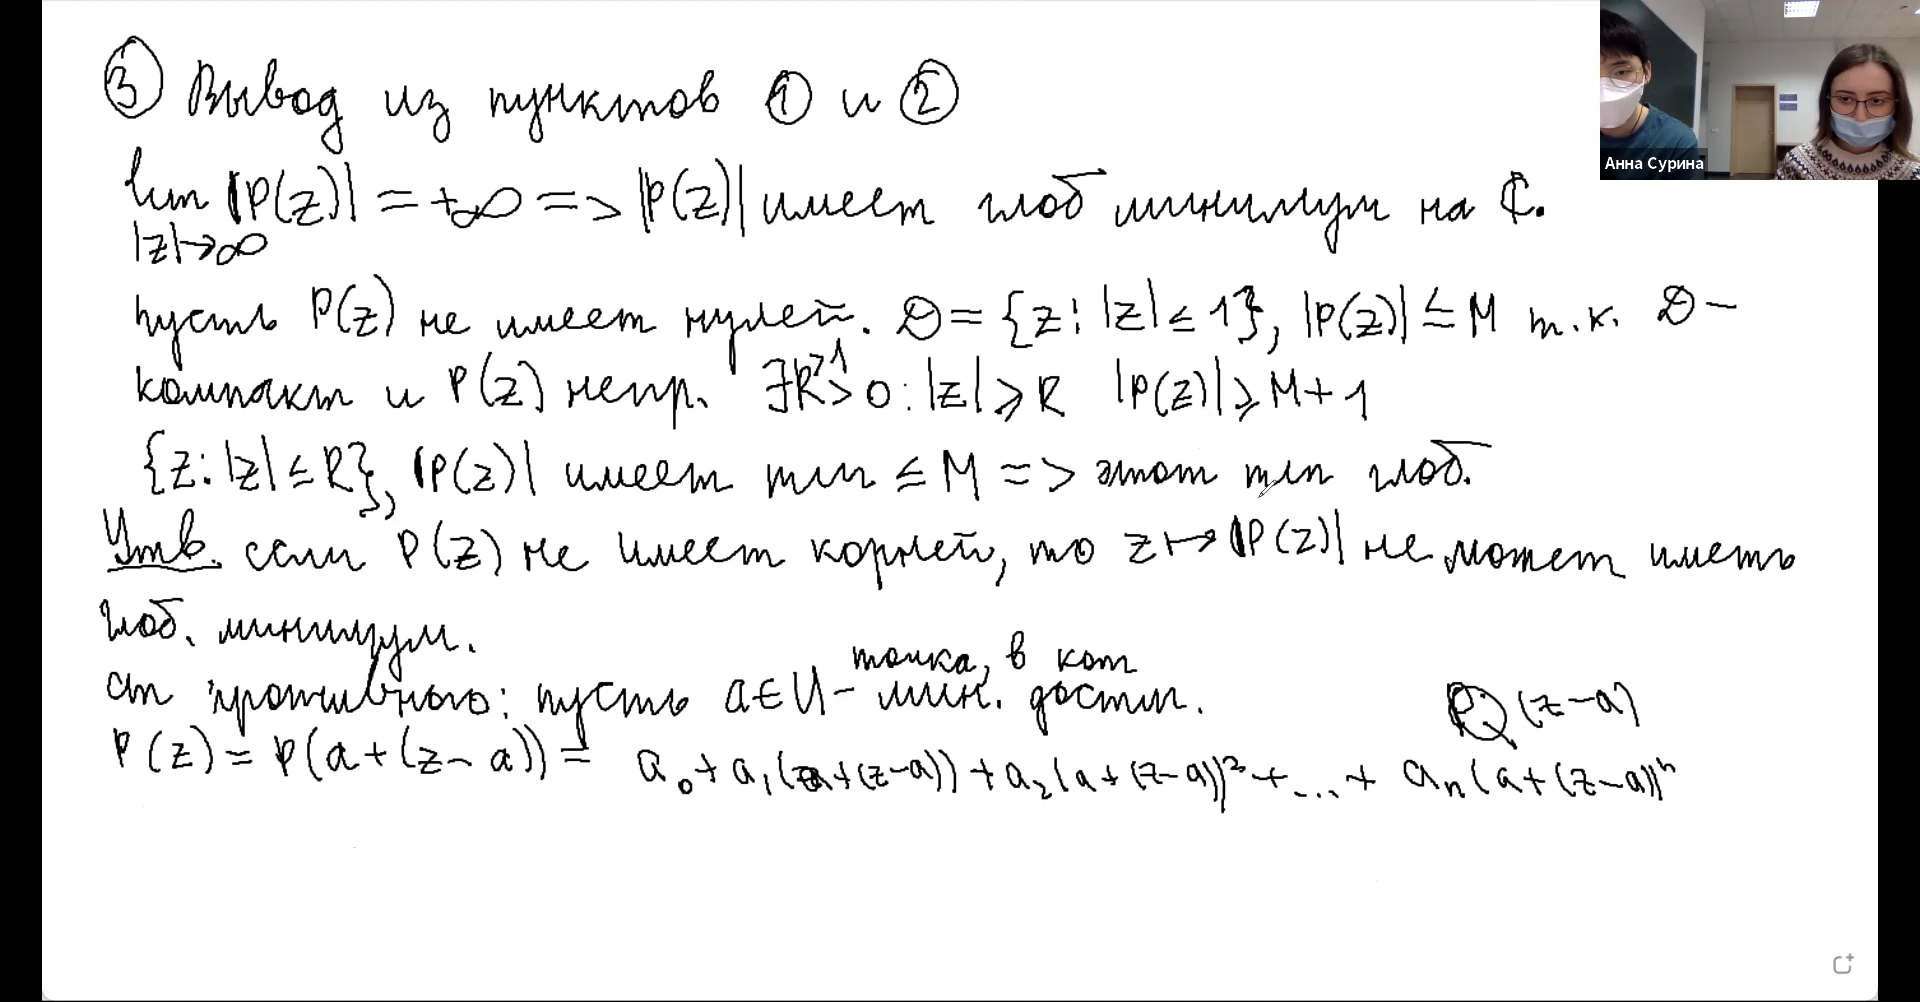 ③ Вывод из пунктов ① и ②
Анна Сурина
lim |P(z)| = +∞ => |P(z)| имеет глоб минимум на ℂ.
|z|→∞
пусть P(z) не имеет нулей. D = {z: |z| ≤ 1}, |P(z)| ≤ M т.к. D –
компакт и P(z) непр. ∃R>1>0: |z| ≥ R |P(z)| ≥ M+1
{z: |z| ≤ R}, |P(z)| имеет min ≤ M => этот min глоб.
Утв. если P(z) не имеет корней, то z ↦ |P(z)| не может иметь
глоб. минимум.
от противного: пусть a ∈ U – точка, в кот мин. достиг.
Q(z-a)
P(z) = P(a+(z-a)) = a₀ + a₁(a+(z-a)) + a₂(a+(z-a))² + ... + aₙ(a+(z-a))ⁿ